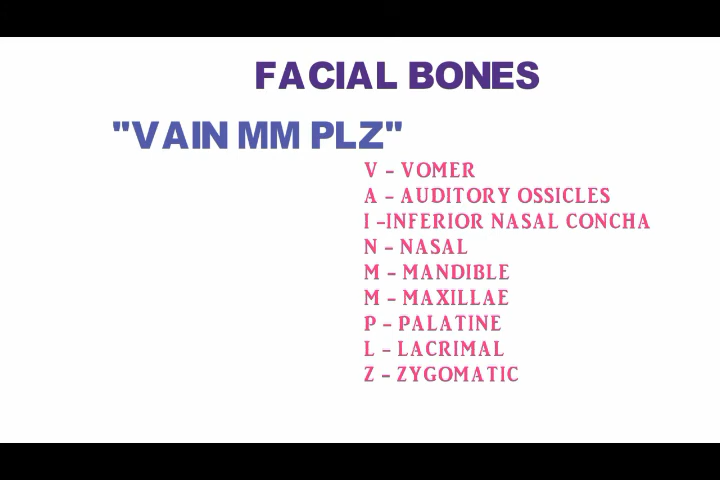 FACIAL BONES
"VAIN MM PLZ"
V - VOMER
A - AUDITORY OSSICLES
I -INFERIOR NASAL CONCHA
N - NASAL
M - MANDIBLE
M - MAXILLAE
P - PALATINE
L - LACRIMAL
Z - ZYGOMATIC